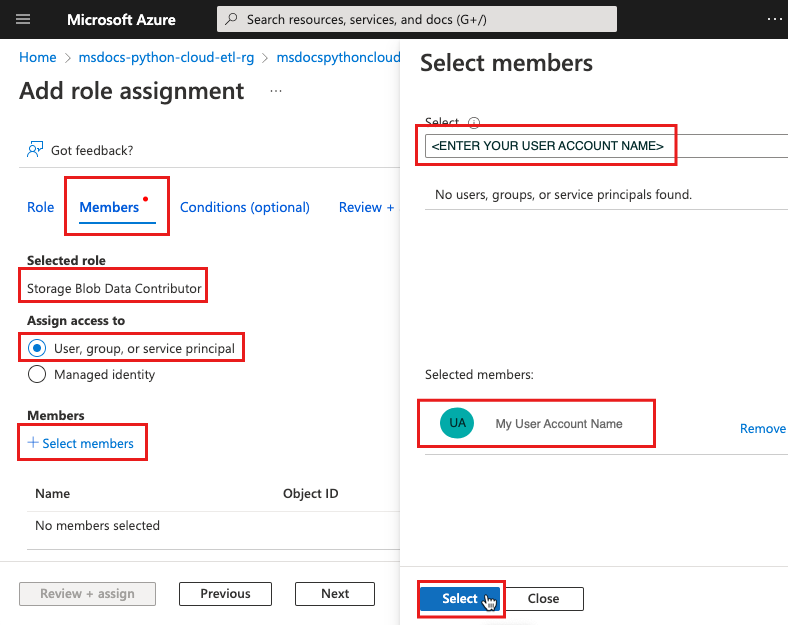 Microsoft Azure
Search resources, services, and docs (G+/)
...
Home > msdocs-python-cloud-etl-rg > msdocspythoncloud
Add role assignment ...
Got feedback?
Role
Members
Conditions (optional)
Review +
Selected role
Storage Blob Data Contributor
Assign access to
User, group, or service principal
Managed identity
Members
+ Select members
Name
Object ID
No members selected
Review + assign
Previous
Next
Select members
Select
<ENTER YOUR USER ACCOUNT NAME>
No users, groups, or service principals found.
Selected members:
UA
My User Account Name
Remove
Select
Close